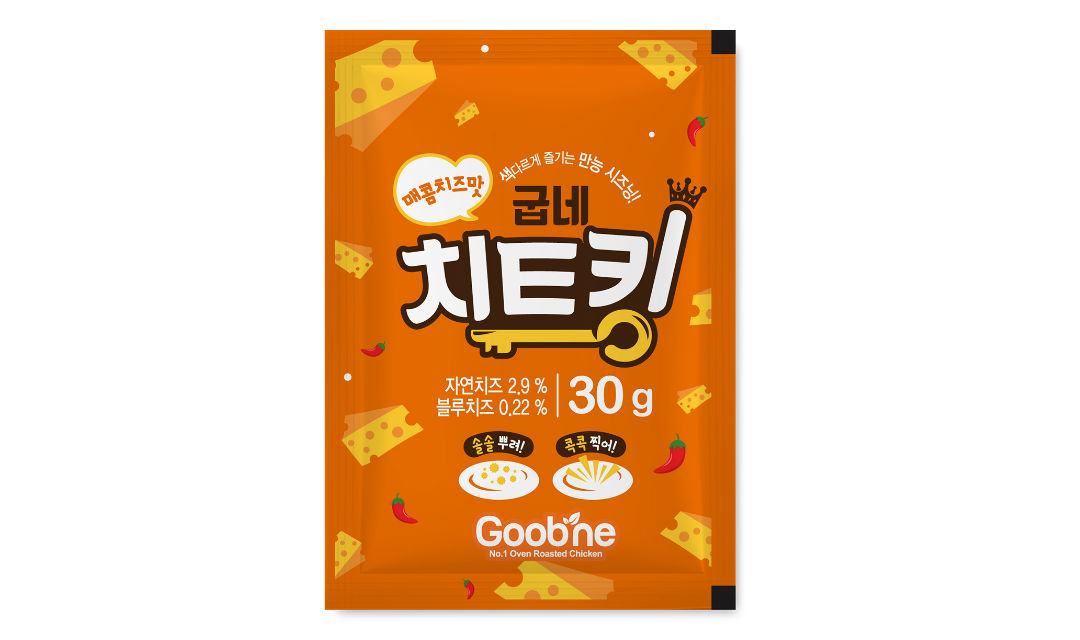 색다르게 즐기는 만능 시즈닝!
매콤치즈맛
굽네
치트키
자연치즈 2.9 %
블루치즈 0.22 %
30 g
솔솔 뿌려!
콕콕 찍어!
Goobne
No.1 Oven Roasted Chicken